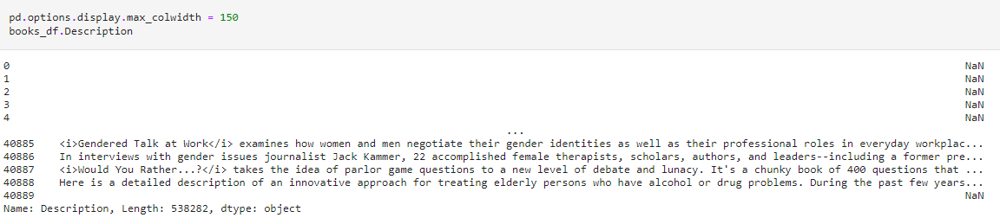 pd.options.display.max_colwidth = 150
books_df.Description
0 NaN
1 NaN
2 NaN
3 NaN
4 NaN
...
40885 <i>Gendered Talk at Work</i> examines how women and men negotiate their gender identities as well as their professional roles in everyday workplac...
40886 In interviews with gender issues journalist Jack Kammer, 22 accomplished female therapists, scholars, authors, and leaders--including a former pre...
40887 <i>Would You Rather...?</i> takes the idea of parlor game questions to a new level of debate and lunacy. It's a chunky book of 400 questions that ...
40888 Here is a detailed description of an innovative approach for treating elderly persons who have alcohol or drug problems. During the past few years...
40889 NaN
Name: Description, Length: 538282, dtype: object